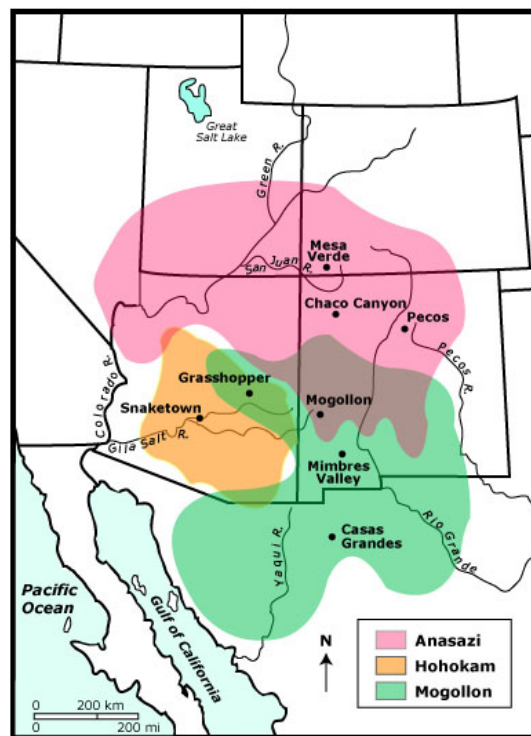 Great
Salt Lake
Green R.
Mesa
Verde
San Juan R.
Chaco Canyon
Pecos
Pecos R.
Colorado R.
Grasshopper
Snaketown
Mogollon
Gila Salt R.
Mimbres
Valley
Casas
Grandes
Yaqui R.
Rio Grande
Pacific
Ocean
Gulf of California
N
Anasazi
Hohokam
Mogollon
0 200 km
0 200 mi